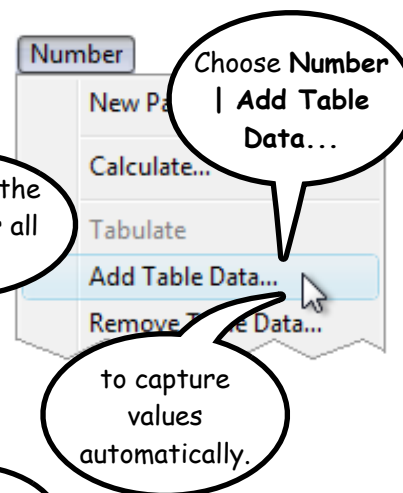 Number
Choose Number
| Add Table
Data...
New Pa
Calculate...
the
all
Tabulate
Add Table Data...
Remove T e Data...
to capture
values
automatically.